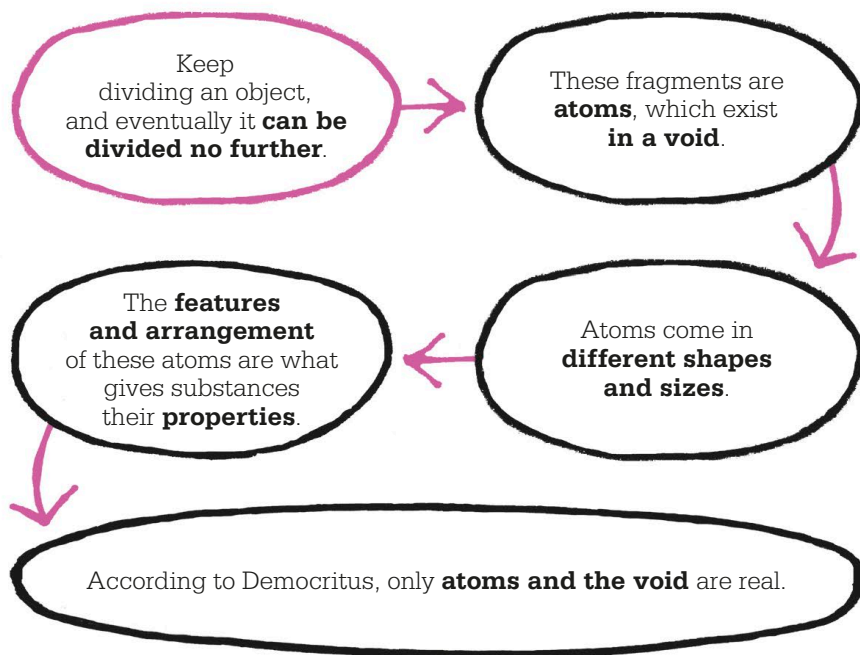 Keep
dividing an object,
and eventually it can be
divided no further.
These fragments are
atoms, which exist
in a void.
Atoms come in
different shapes
and sizes.
The features
and arrangement
of these atoms are what
gives substances
their properties.
According to Democritus, only atoms and the void are real.